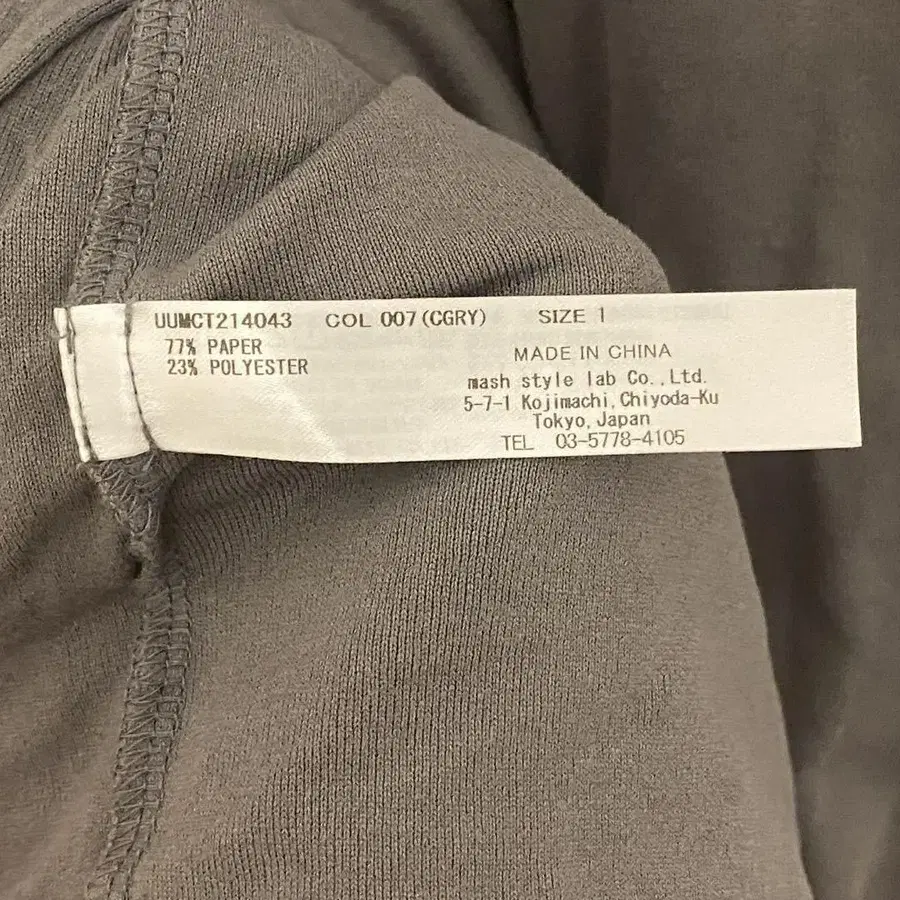 UUMCT214043 COL 007(CGRY) SIZE 1
77% PAPER
23% POLYESTER
MADE IN CHINA
mash style lab Co.,Ltd.
5-7-1 Kojimachi,Chiyoda-Ku
Tokyo,Japan
TEL 03-5778-4105